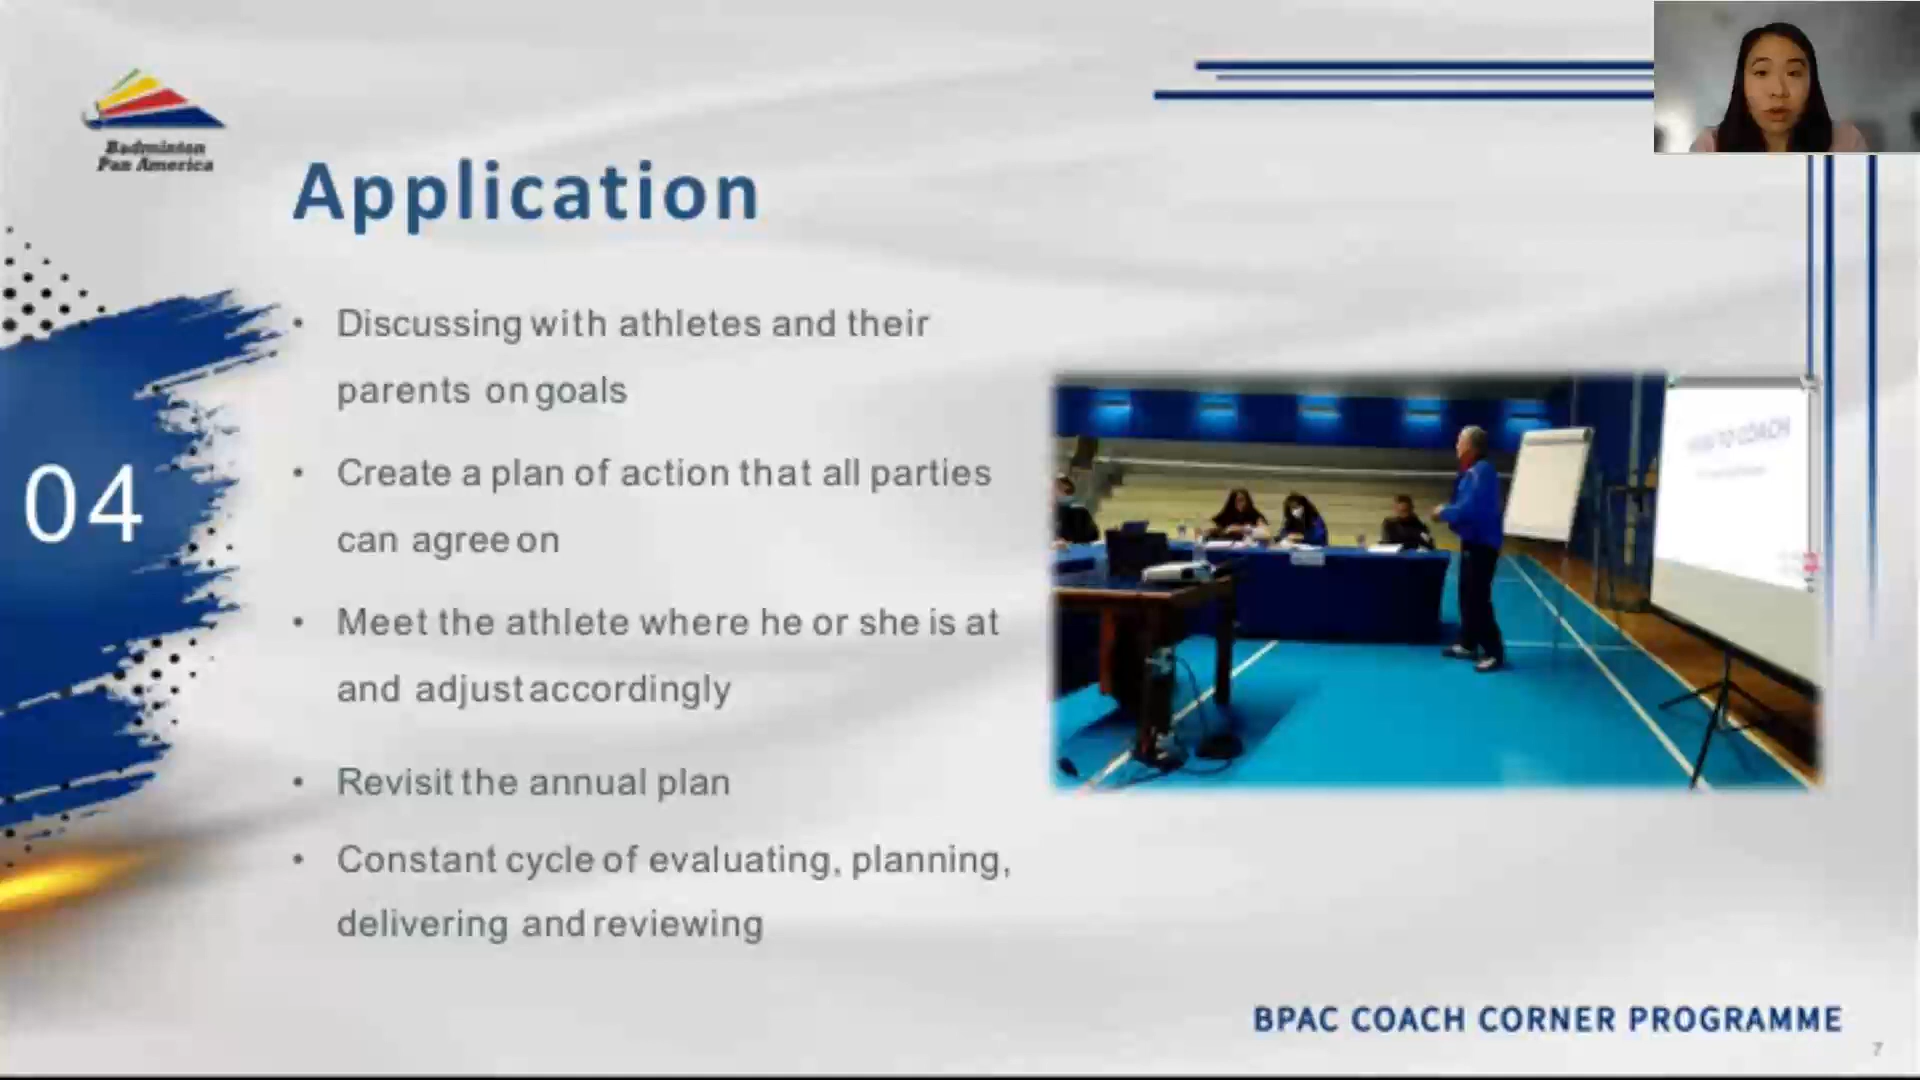 Badminton
Pan America
Application
04
• Discussing with athletes and their
parents on goals
• Create a plan of action that all parties
can agree on
• Meet the athlete where he or she is at
and adjust accordingly
• Revisit the annual plan
• Constant cycle of evaluating, planning,
delivering and reviewing
TO COACH
BPAC COACH CORNER PROGRAMME
7